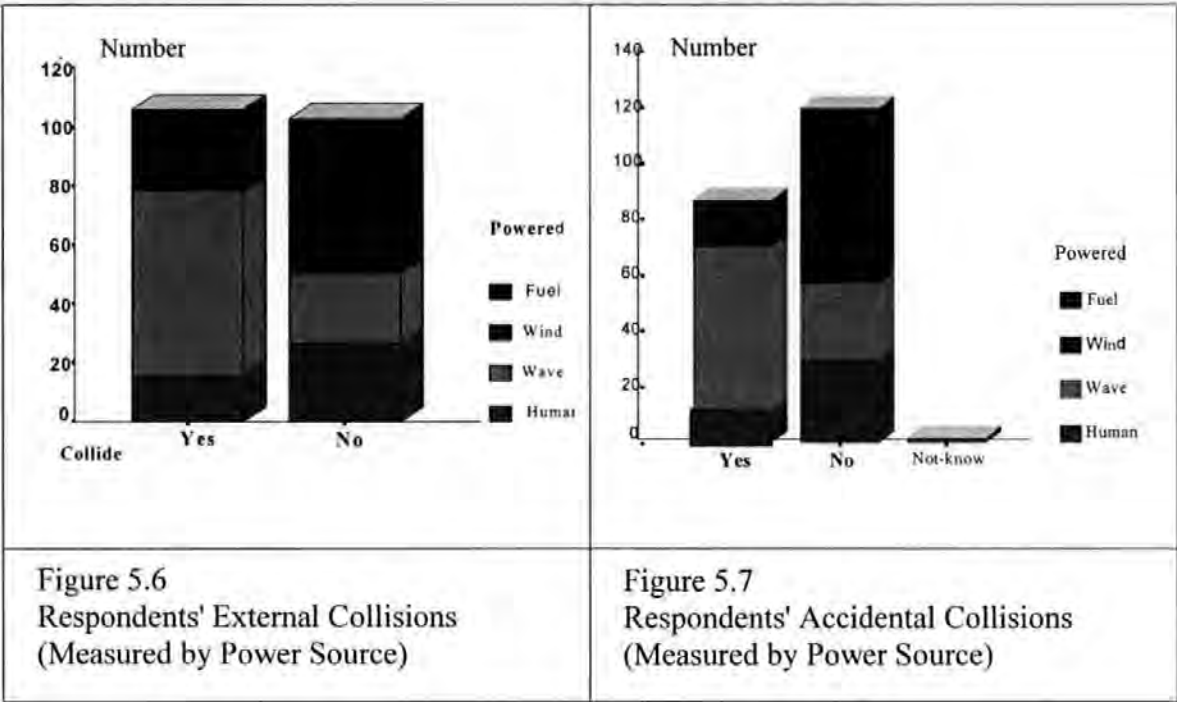 Number
120
100
80
60
40
20
0
Yes
No
Collide
Powered
Fuel
Wind
Wave
Human
Number
140
120
100
80
60
40
20
0
Yes
No
Not-know
Powered
Fuel
Wind
Wave
Human
Figure 5.6
Respondents' External Collisions
(Measured by Power Source)
Figure 5.7
Respondents' Accidental Collisions
(Measured by Power Source)